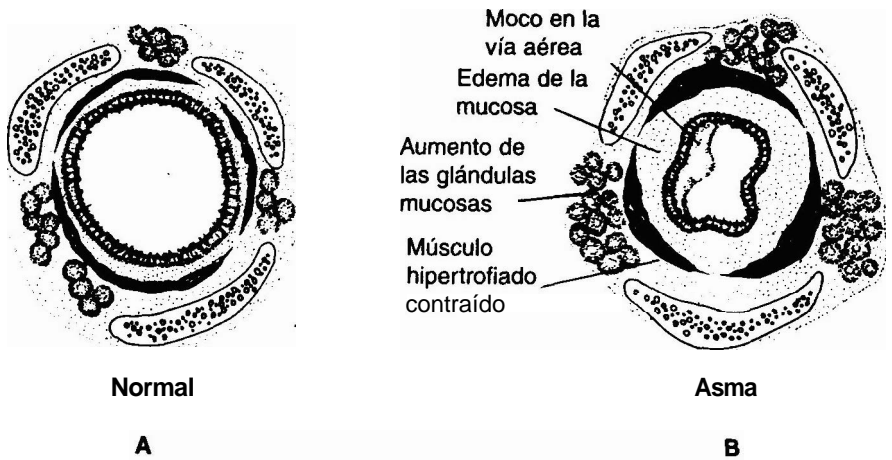 Moco en la
vía aérea
Edema de la
mucosa
Aumento de
las glándulas
mucosas
Músculo
hipertrofiado
contraído
Normal
Asma
A
B